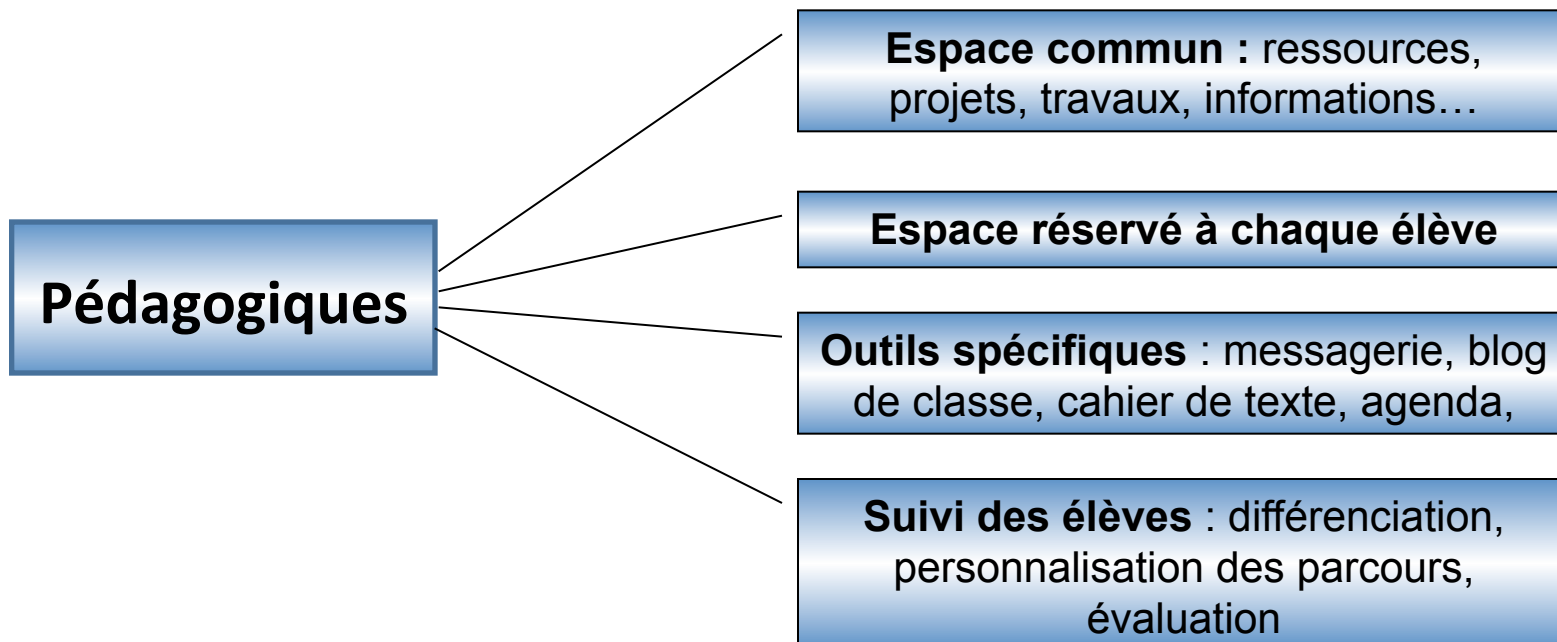 Pédagogiques
Espace commun : ressources,
projets, travaux, informations…
Espace réservé à chaque élève
Outils spécifiques : messagerie, blog
de classe, cahier de texte, agenda,
Suivi des élèves : différenciation,
personnalisation des parcours,
évaluation